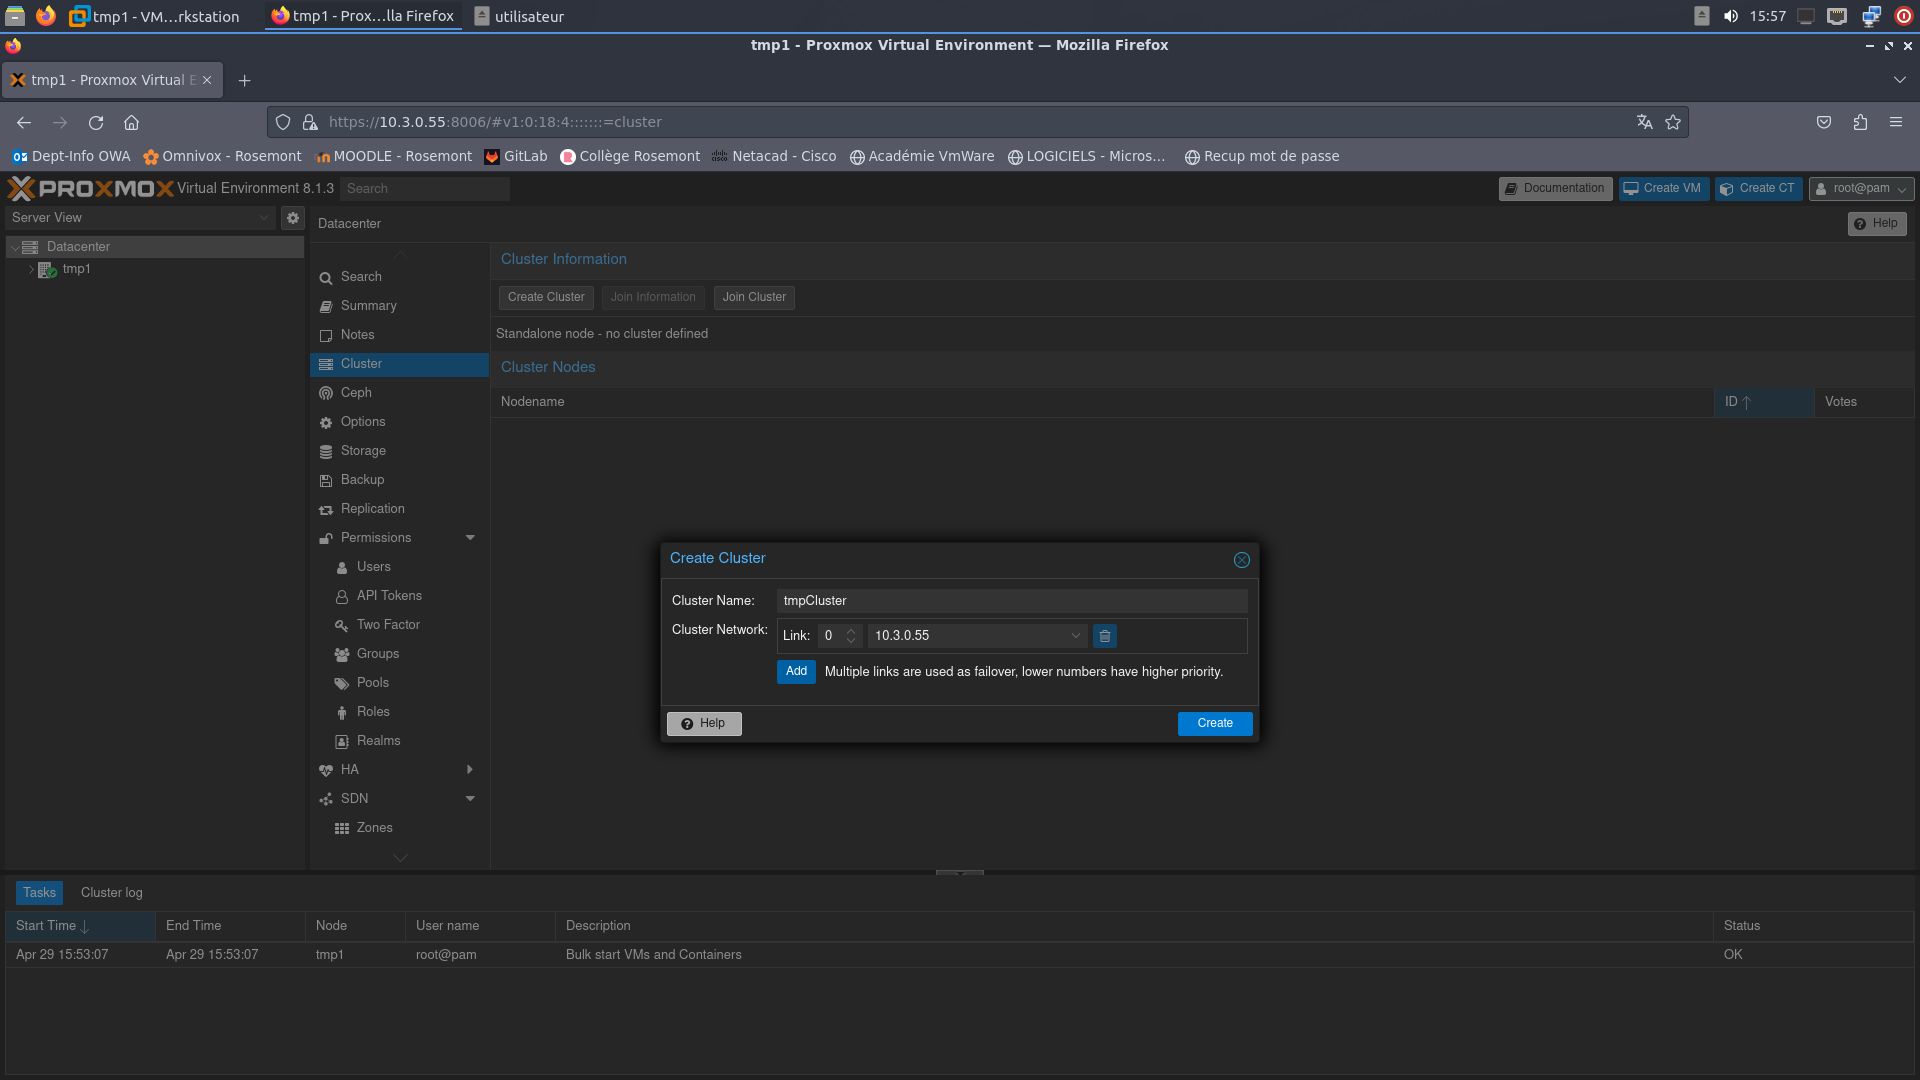 tmp1 - VM...rkstation
tmp1 - Prox...lla Firefox
utilisateur
15:57
tmp1 - Proxmox Virtual Environment — Mozilla Firefox
tmp1 - Proxmox Virtual E
https://10.3.0.55:8006/#v1:0:18:4:::::::=cluster
Dept-Info OWA
Omnivox - Rosemont
MOODLE - Rosemont
GitLab
Collège Rosemont
Netacad - Cisco
Académie VmWare
LOGICIELS - Micros...
Recup mot de passe
PROXMOX Virtual Environment 8.1.3
Search
Documentation
Create VM
Create CT
root@pam
Server View
Datacenter
Help
Datacenter
tmp1
Search
Summary
Notes
Cluster
Ceph
Options
Storage
Backup
Replication
Permissions
Users
API Tokens
Two Factor
Groups
Pools
Roles
Realms
HA
SDN
Zones
Cluster Information
Create Cluster
Join Information
Join Cluster
Standalone node - no cluster defined
Cluster Nodes
Nodename
ID
Votes
Create Cluster
Cluster Name:
tmpCluster
Cluster Network:
Link:
0
10.3.0.55
Add
Multiple links are used as failover, lower numbers have higher priority.
Help
Create
Tasks
Cluster log
Start Time
End Time
Node
User name
Description
Status
Apr 29 15:53:07
Apr 29 15:53:07
tmp1
root@pam
Bulk start VMs and Containers
OK